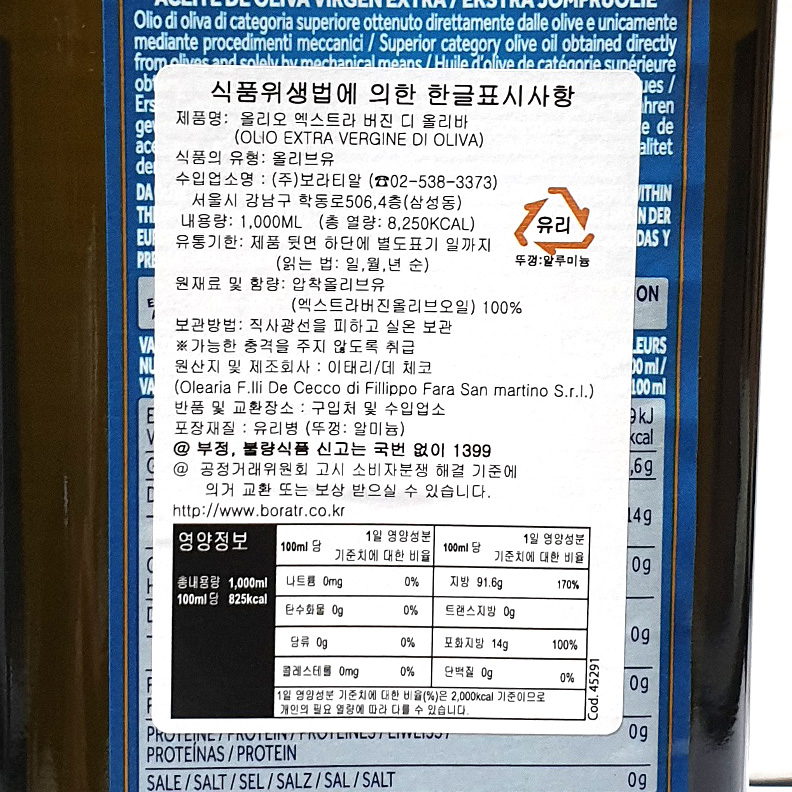 ACEITE DE OLIVA VIRGEN EXTRA / EKSTRA JOMFRUOLIE
Olio di oliva di categoria superiore ottenuto direttamente dalle olive e unicamente
mediante procedimenti meccanici / Superior category olive oil obtained directly
from olives and solely by mechanical means / Huile d'olive de catégorie supérieure
식품위생법에 의한 한글표시사항
제품명: 올리오 엑스트라 버진 디 올리바
(OLIO EXTRA VERGINE DI OLIVA)
식품의 유형: 올리브유
수입업소명 : (주)보라티알 (☎02-538-3373)
서울시 강남구 학동로506,4층(삼성동)
내용량: 1,000ML (총 열량: 8,250KCAL)
유통기한: 제품 뒷면 하단에 별도표기 일까지
(읽는 법: 일,월,년 순)
유리
뚜껑:알루미늄
원재료 및 함량: 압착올리브유
(엑스트라버진올리브오일) 100%
보관방법: 직사광선을 피하고 실온 보관
※가능한 충격을 주지 않도록 취급
원산지 및 제조회사 : 이태리/데 체코
(Olearia F.lli De Cecco di Fillippo Fara San martino S.r.l.)
반품 및 교환장소 : 구입처 및 수입업소
포장재질 : 유리병 (뚜껑: 알미늄)
@ 부정, 불량식품 신고는 국번 없이 1399
@ 공정거래위원회 고시 소비자분쟁 해결 기준에
의거 교환 또는 보상 받으실 수 있습니다.
http://www.boratr.co.kr
영양정보
총내용량 1,000ml
100ml당 825kcal
100ml 당 1일 영양성분 기준치에 대한 비율 100ml 당 1일 영양성분 기준치에 대한 비율
나트륨 0mg 0% 지방 91.6g 170%
탄수화물 0g 0% 트랜스지방 0g
당류 0g 0% 포화지방 14g 100%
콜레스테롤 0mg 0% 단백질 0g 0%
1일 영양성분 기준치에 대한 비율(%)은 2,000kcal 기준이므로
개인의 필요 열량에 따라 다를 수 있습니다.
Cod. 45291
PROTEINE / PROTEIN / PROTÉINES / EIWEISS /
PROTEÍNAS / PROTEIN
0g
SALE / SALT / SEL / SALZ / SAL / SALT 0g